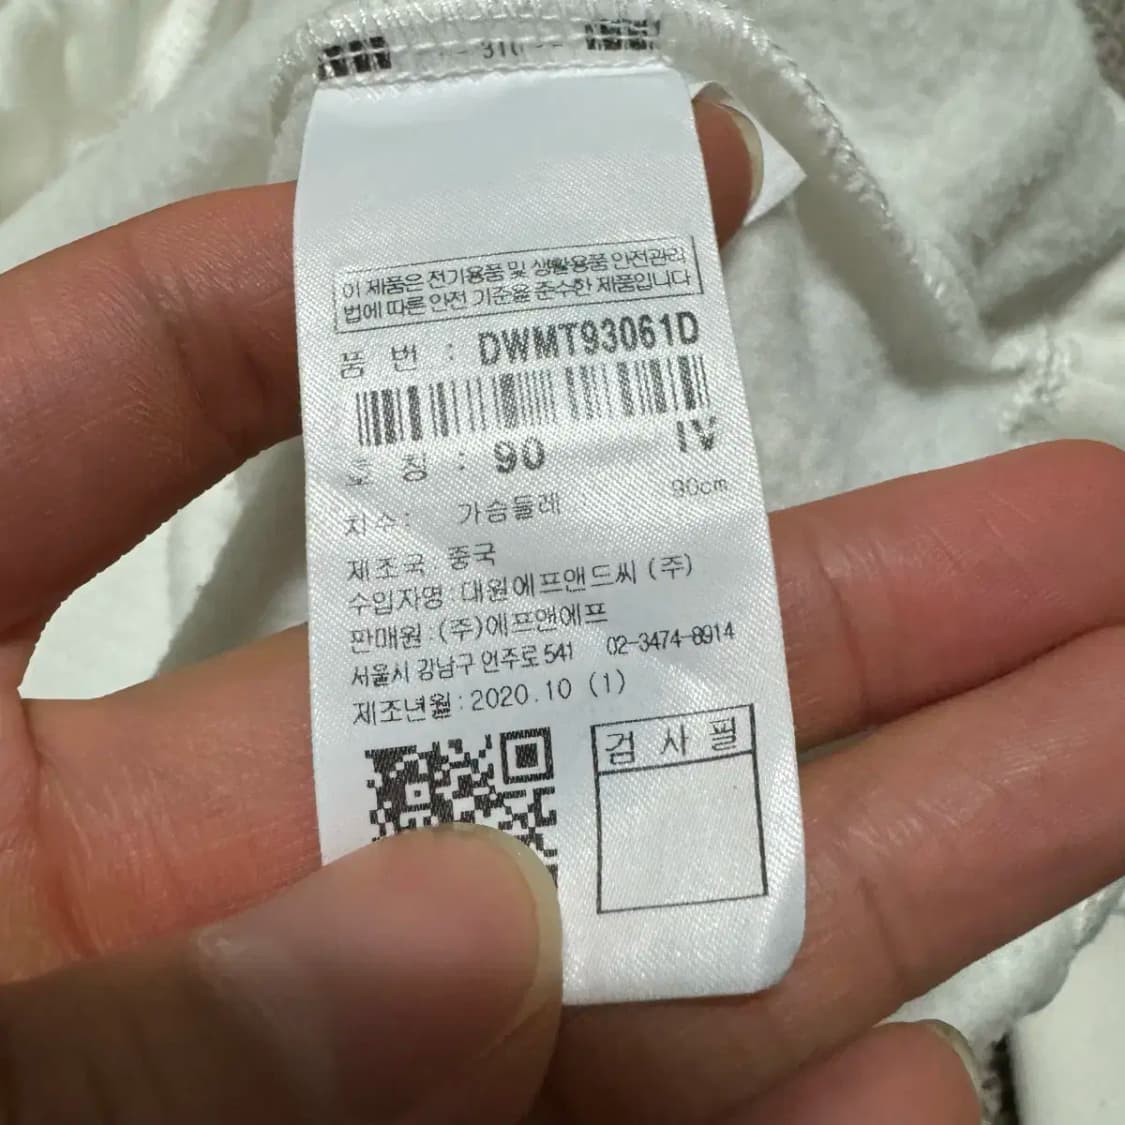 이 제품은 전기용품 및 생활용품 안전관리
법에 따른 안전 기준을 준수한 제품입니다
품 번 : DWMT93061D
IV
호 칭 : 90
치수: 가슴둘레 : 90cm
제조국:중국
수입자명:대원에프앤드씨 (주)
판매원:(주)에프앤에프
서울시 강남구 언주로 541 02-3474-8914
제조년월:2020.10 (1)
검 사 필